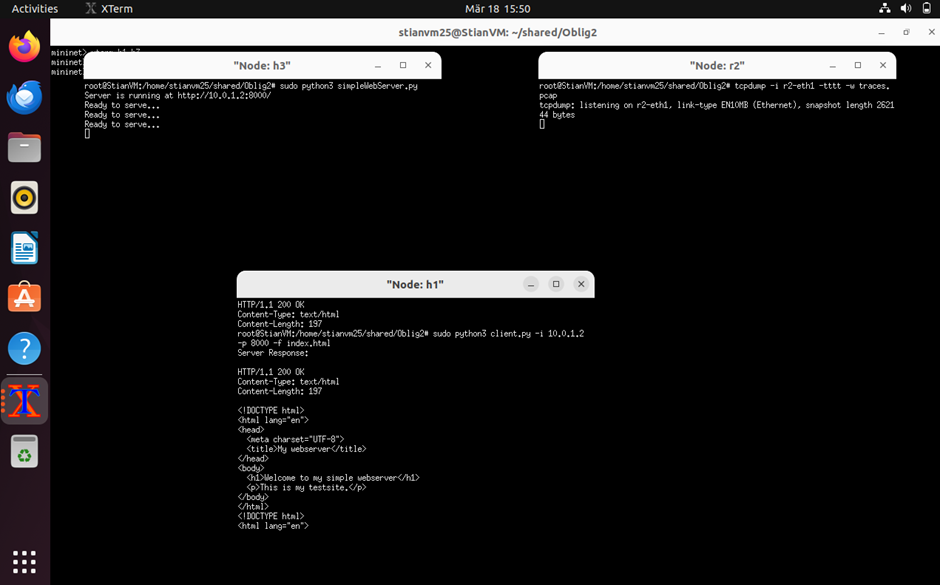 Activities
XTerm
Mär 18 15:50
stianvm25@StianVM: ~/shared/Oblig2
mininet> xterm h1 h3
mininet
mininet
"Node: h3"
root@StianVM:/home/stianvm25/shared/Oblig2# sudo python3 simpleWebServer.py
Server is running at http://10.0.1.2:8000/
Ready to serve...
Ready to serve...
Ready to serve...
"Node: r2"
root@StianVM:/home/stianvm25/shared/Oblig2# tcpdump -i r2-eth1 -tttt -w traces.
pcap
tcpdump: listening on r2-eth1, link-type EN10MB (Ethernet), snapshot length 2621
44 bytes
"Node: h1"
HTTP/1.1 200 OK
Content-Type: text/html
Content-Length: 197
root@StianVM:/home/stianvm25/shared/Oblig2# sudo python3 client.py -i 10.0.1.2
-p 8000 -f index.html
Server Response:
HTTP/1.1 200 OK
Content-Type: text/html
Content-Length: 197
<!DOCTYPE html>
<html lang="en">
<head>
<meta charset="UTF-8">
<title>My webserver</title>
</head>
<body>
<h1>Welcome to my simple webserver</h1>
<p>This is my testsite.</p>
</body>
</html>
<!DOCTYPE html>
<html lang="en">